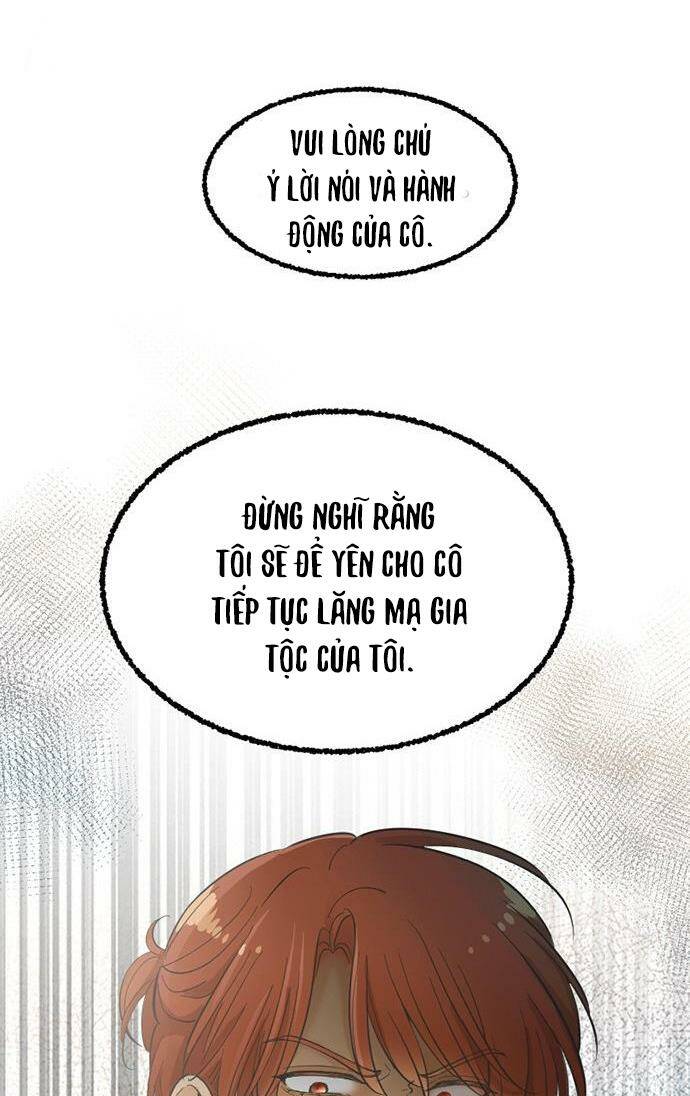 VUI LÒNG CHÚ
Ý LỜI NÓI VÀ HÀNH
ĐỘNG CỦA CÔ.
ĐỪNG NGHĨ RẰNG
TÔI SẼ ĐỂ YÊN CHO CÔ
TIẾP TỤC LĂNG MẠ GIA
TỘC CỦA TÔI.